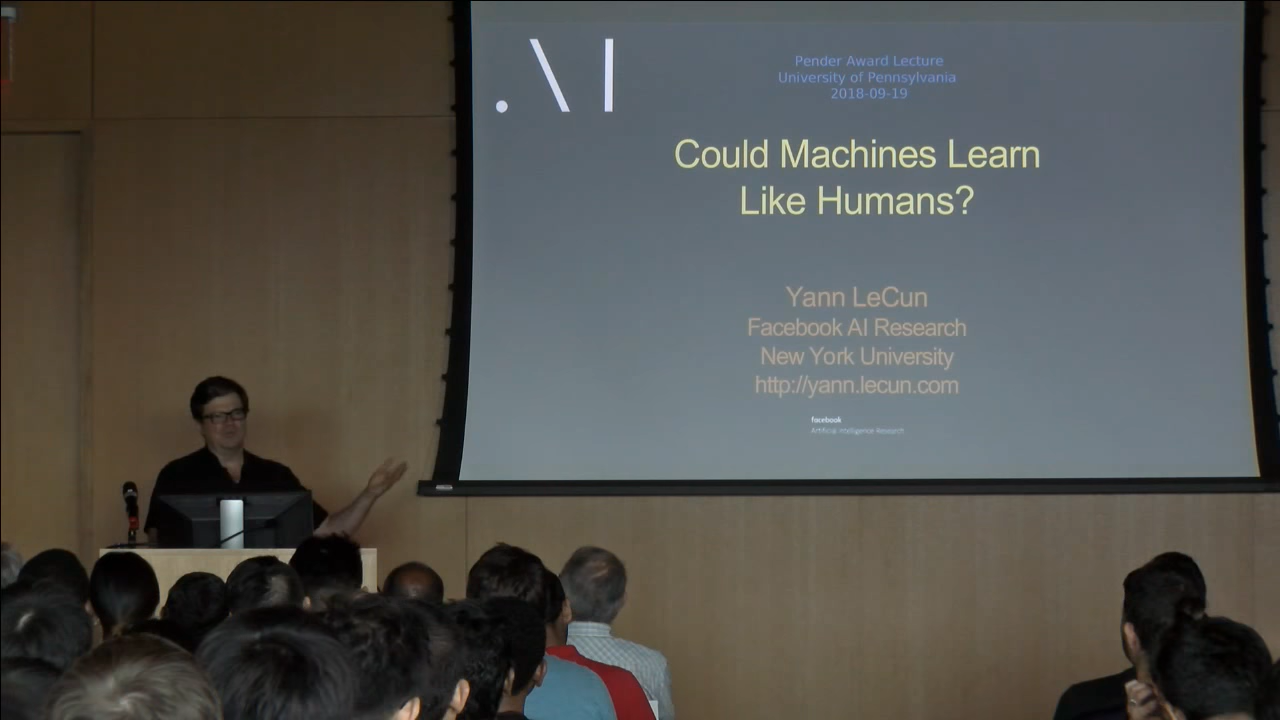 .\I
Pender Award Lecture
University of Pennsylvania
2018-09-19
Could Machines Learn
Like Humans?
Yann LeCun
Facebook AI Research
New York University
http://yann.lecun.com
facebook
Artificial Intelligence Research